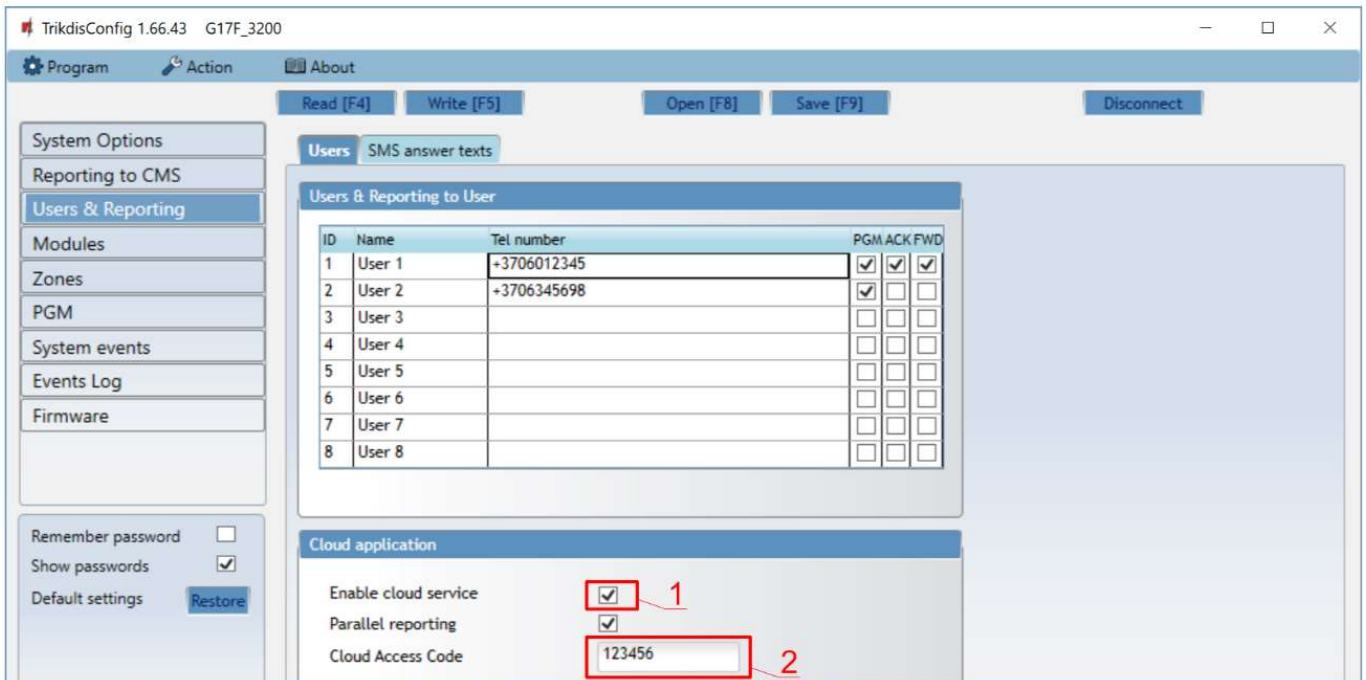 TrikdisConfig 1.66.43 G17F_3200
Program Action About
Read [F4] Write [F5] Open [F8] Save [F9] Disconnect
System Options
Reporting to CMS
Users & Reporting
Modules
Zones
PGM
System events
Events Log
Firmware
Remember password
Show passwords
Default settings Restore
Users SMS answer texts
Users & Reporting to User
ID Name Tel number PGM ACK FWD
1 User 1 +3706012345
2 User 2 +3706345698
3 User 3
4 User 4
5 User 5
6 User 6
7 User 7
8 User 8
Cloud application
Enable cloud service 1
Parallel reporting
Cloud Access Code 123456 2